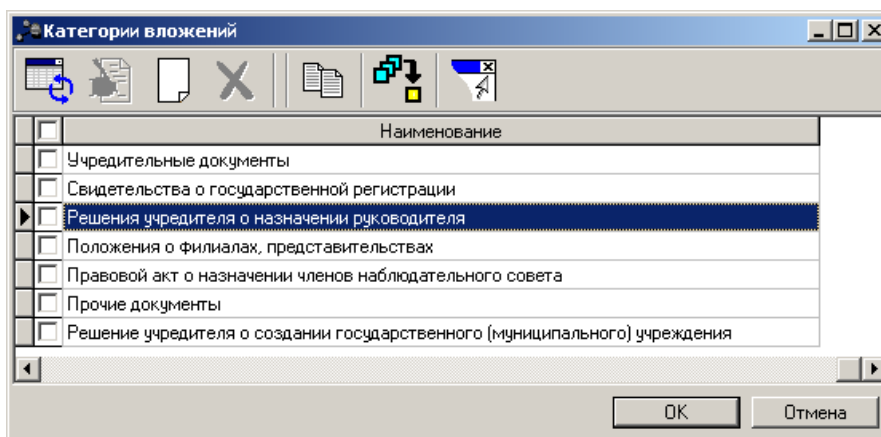 Категории вложений
Наименование
Учредительные документы
Свидетельства о государственной регистрации
Решения учредителя о назначении руководителя
Положения о филиалах, представительствах
Правовой акт о назначении членов наблюдательного совета
Прочие документы
Решение учредителя о создании государственного (муниципального) учреждения
OK
Отмена